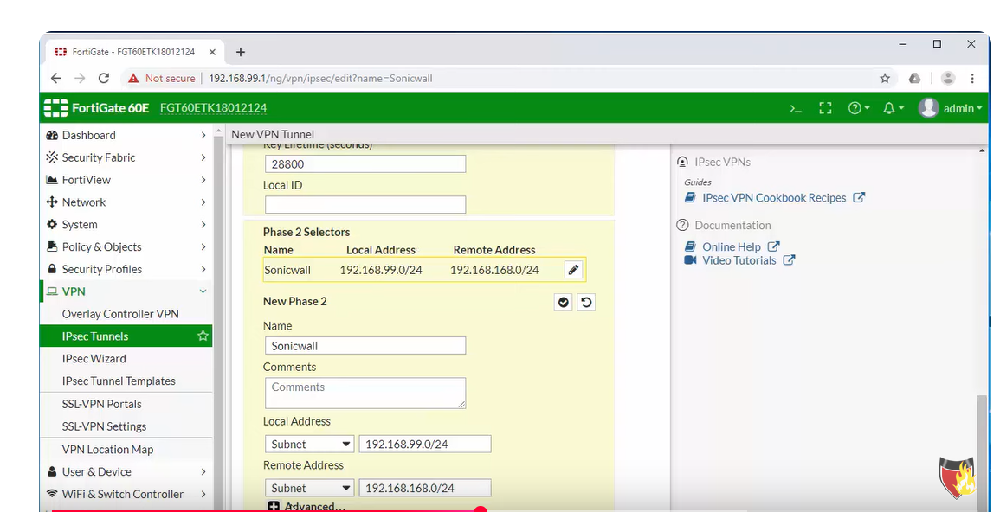 FortiGate - FGT60ETK18012124
Not secure | 192.168.99.1/ng/vpn/ipsec/edit?name=Sonicwall
FortiGate 60E FGT60ETK18012124
>_ admin
Dashboard
Security Fabric
FortiView
Network
System
Policy & Objects
Security Profiles
VPN
Overlay Controller VPN
IPsec Tunnels
IPsec Wizard
IPsec Tunnel Templates
SSL-VPN Portals
SSL-VPN Settings
VPN Location Map
User & Device
WiFi & Switch Controller
New VPN Tunnel
Key Lifetime (seconds)
28800
Local ID
Phase 2 Selectors
Name Local Address Remote Address
Sonicwall 192.168.99.0/24 192.168.168.0/24
New Phase 2
Name
Sonicwall
Comments
Comments
Local Address
Subnet 192.168.99.0/24
Remote Address
Subnet 192.168.168.0/24
Advanced...
IPsec VPNs
Guides
IPsec VPN Cookbook Recipes
Documentation
Online Help
Video Tutorials